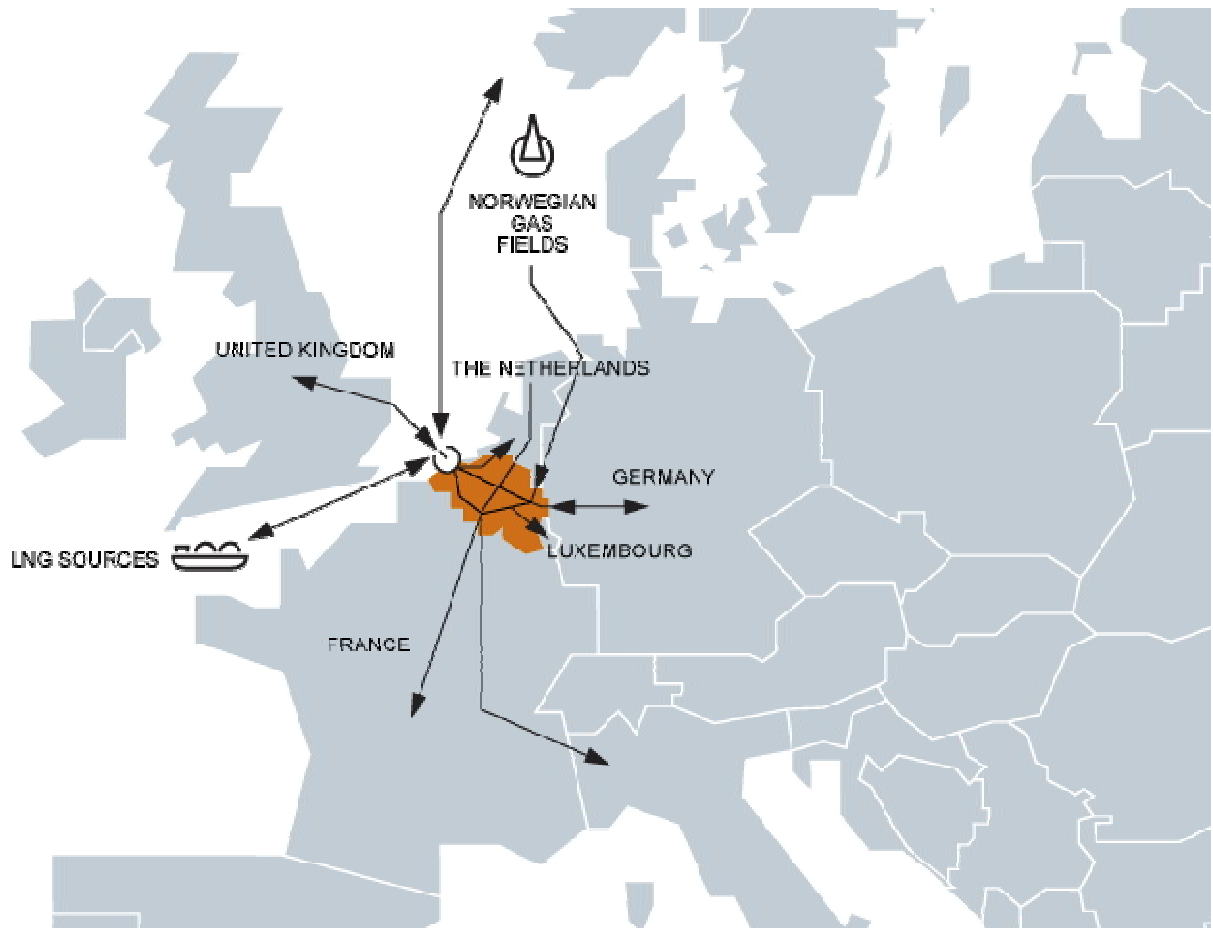 NORWEGIAN
GAS
FIELDS
UNITED KINGDOM
THE NETHERLANDS
GERMANY
LUXEMBOURG
LNG SOURCES
FRANCE